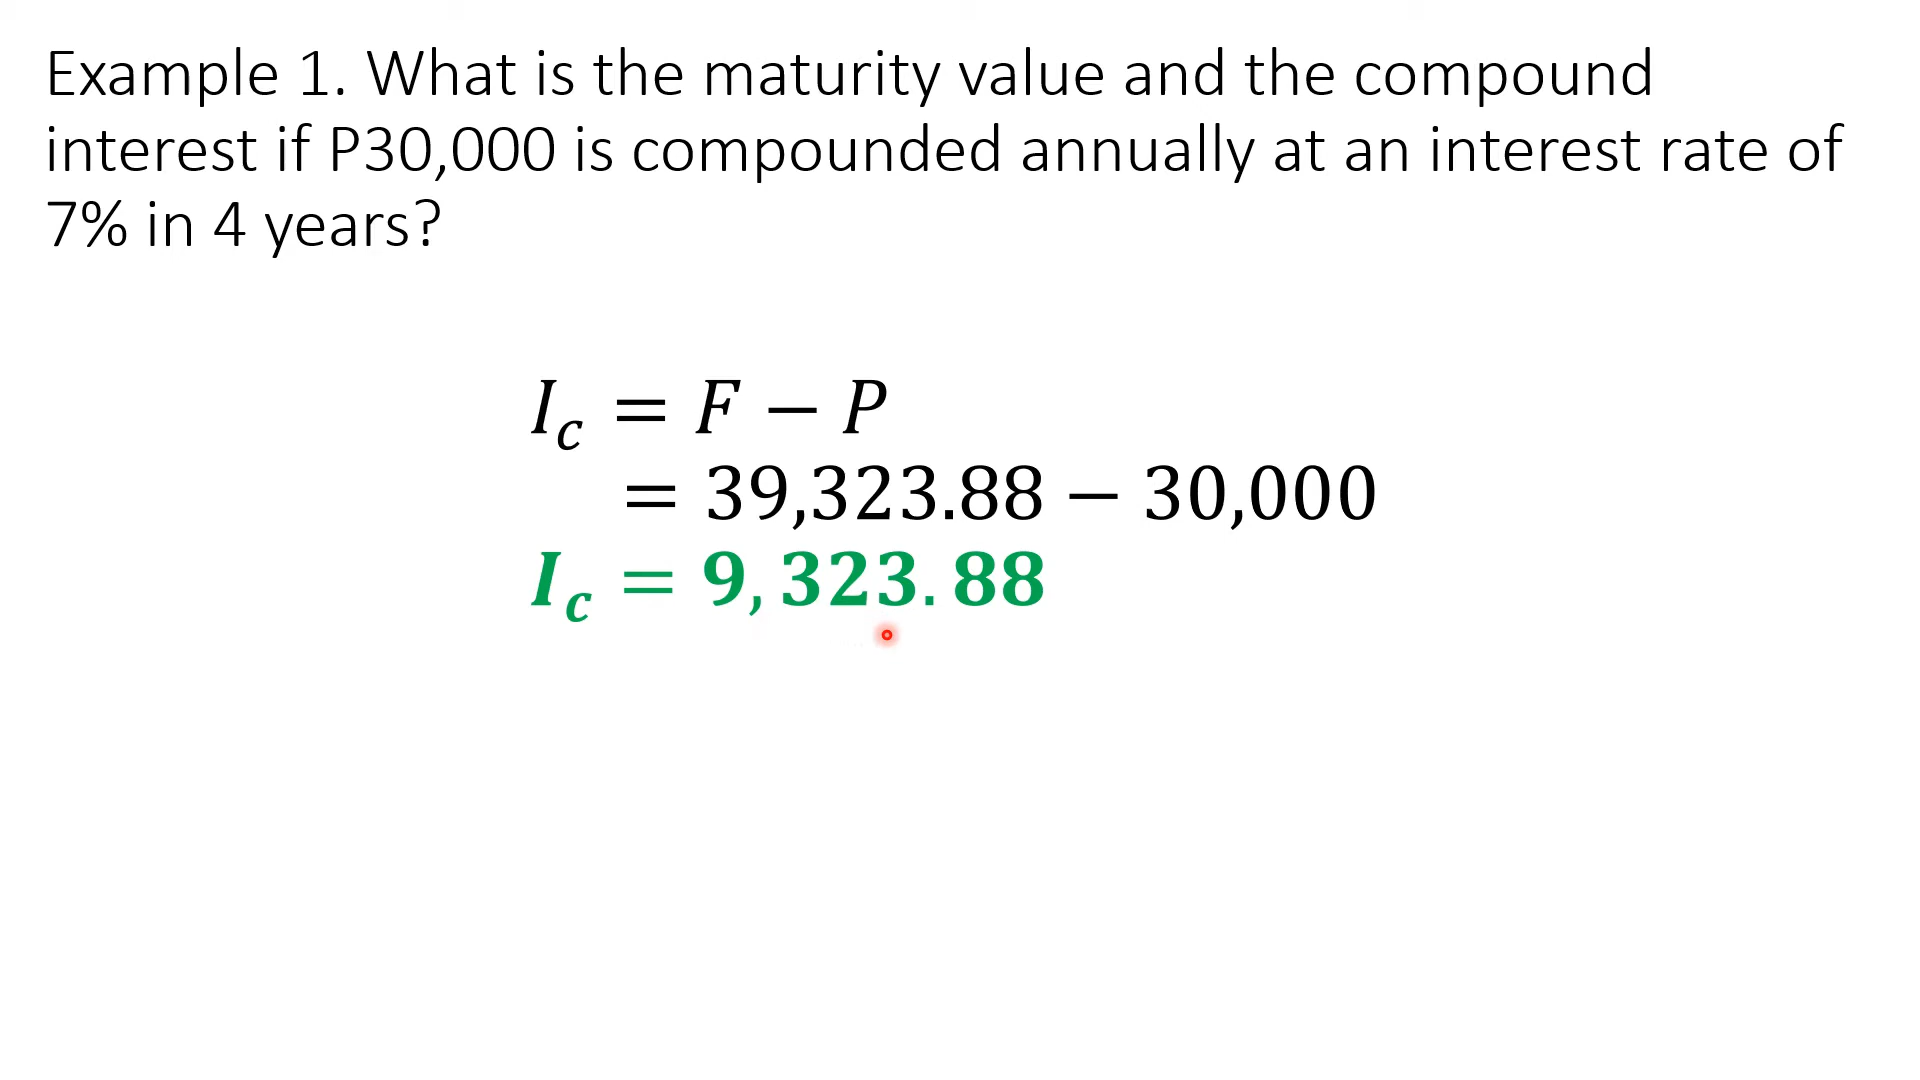 Example 1. What is the maturity value and the compound
interest if P30,000 is compounded annually at an interest rate of
7% in 4 years?
I_c = F − P
= 39,323.88 − 30,000
I_c = 9,323.88